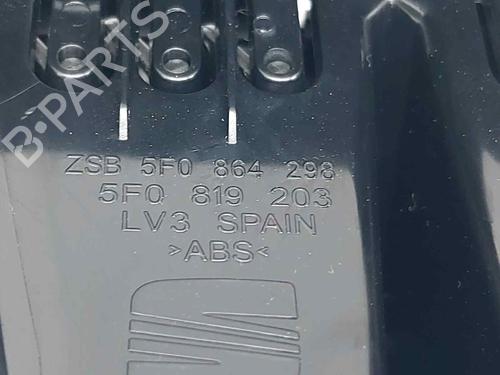 B-PARTS
ZSB 5F0 864 298
5F0 819 203
LV3 SPAIN
>ABS<